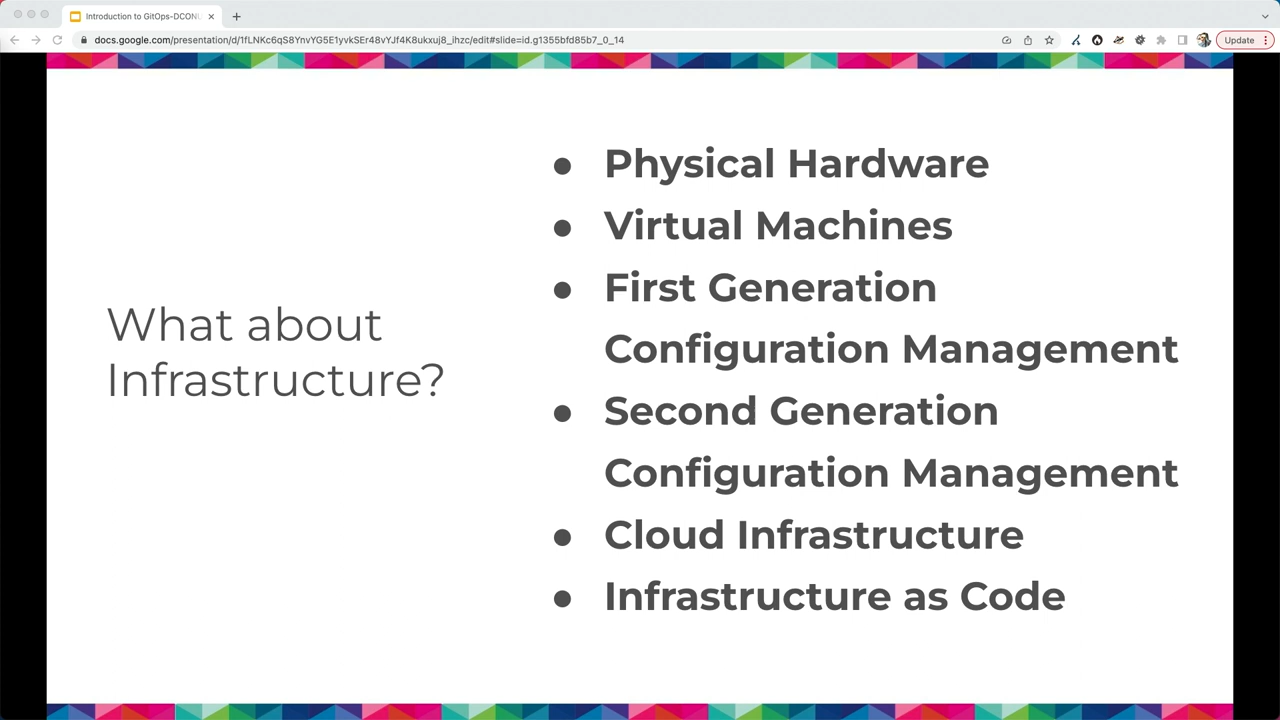 Introduction to GitOps-DCON
docs.google.com/presentation/d/1fLNKc6qS8YnvYG5E1yvkSEr48vYJf4K8ukxuj8_ihzc/edit#slide=id.g1355bfd85b7_0_14
Update
What about
Infrastructure?
● Physical Hardware
● Virtual Machines
● First Generation
Configuration Management
● Second Generation
Configuration Management
● Cloud Infrastructure
● Infrastructure as Code